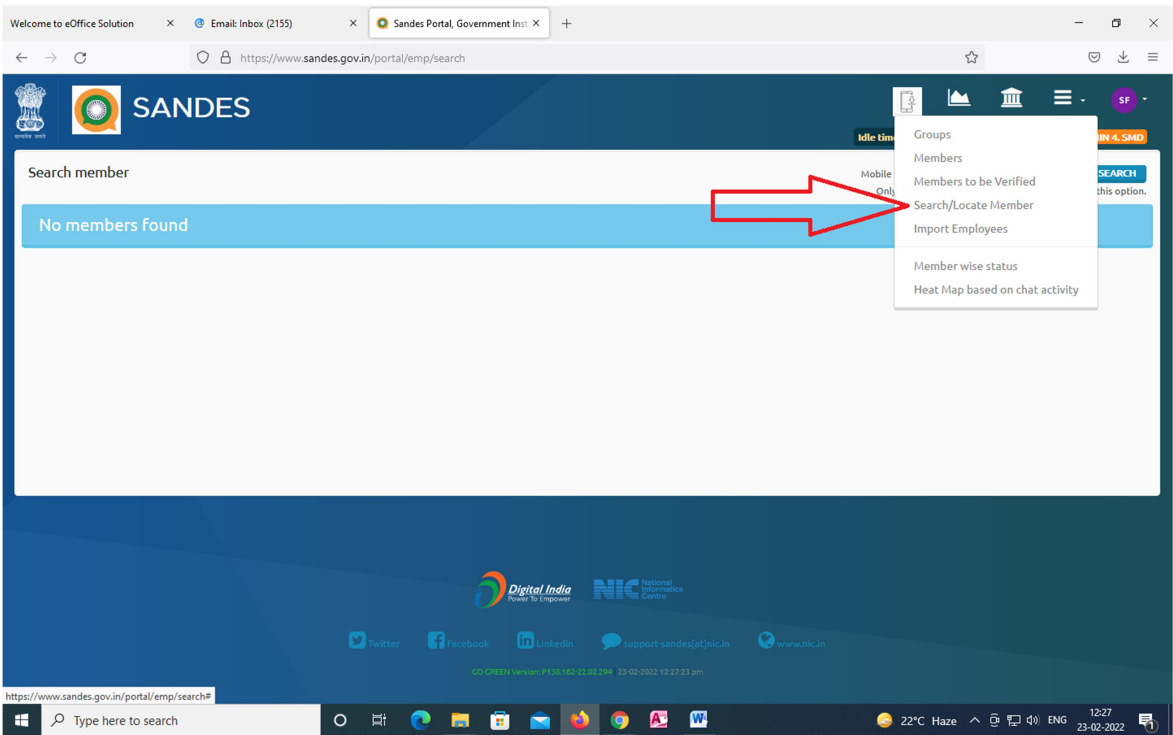 Welcome to eOffice Solution
Email: Inbox (2155)
Sandes Portal, Government Inst
https://www.sandes.gov.in/portal/emp/search
सत्यमेव जयते
SANDES
SF
Idle tim
IN 4. SMD
Groups
Members
Members to be Verified
Search/Locate Member
Import Employees
Member wise status
Heat Map based on chat activity
Search member
Mobile
SEARCH
Onl
this option.
No members found
Digital India
Power To Empower
NIC National Informatics Centre
Twitter
Facebook
Linkedin
support-sandes[at]nic.in
www.nic.in
GO GREEN Version: P138.162-22.02.294 | 23-02-2022 12:27:23 pm
https://www.sandes.gov.in/portal/emp/search#
Type here to search
22°C Haze
ENG
12:27
23-02-2022
1